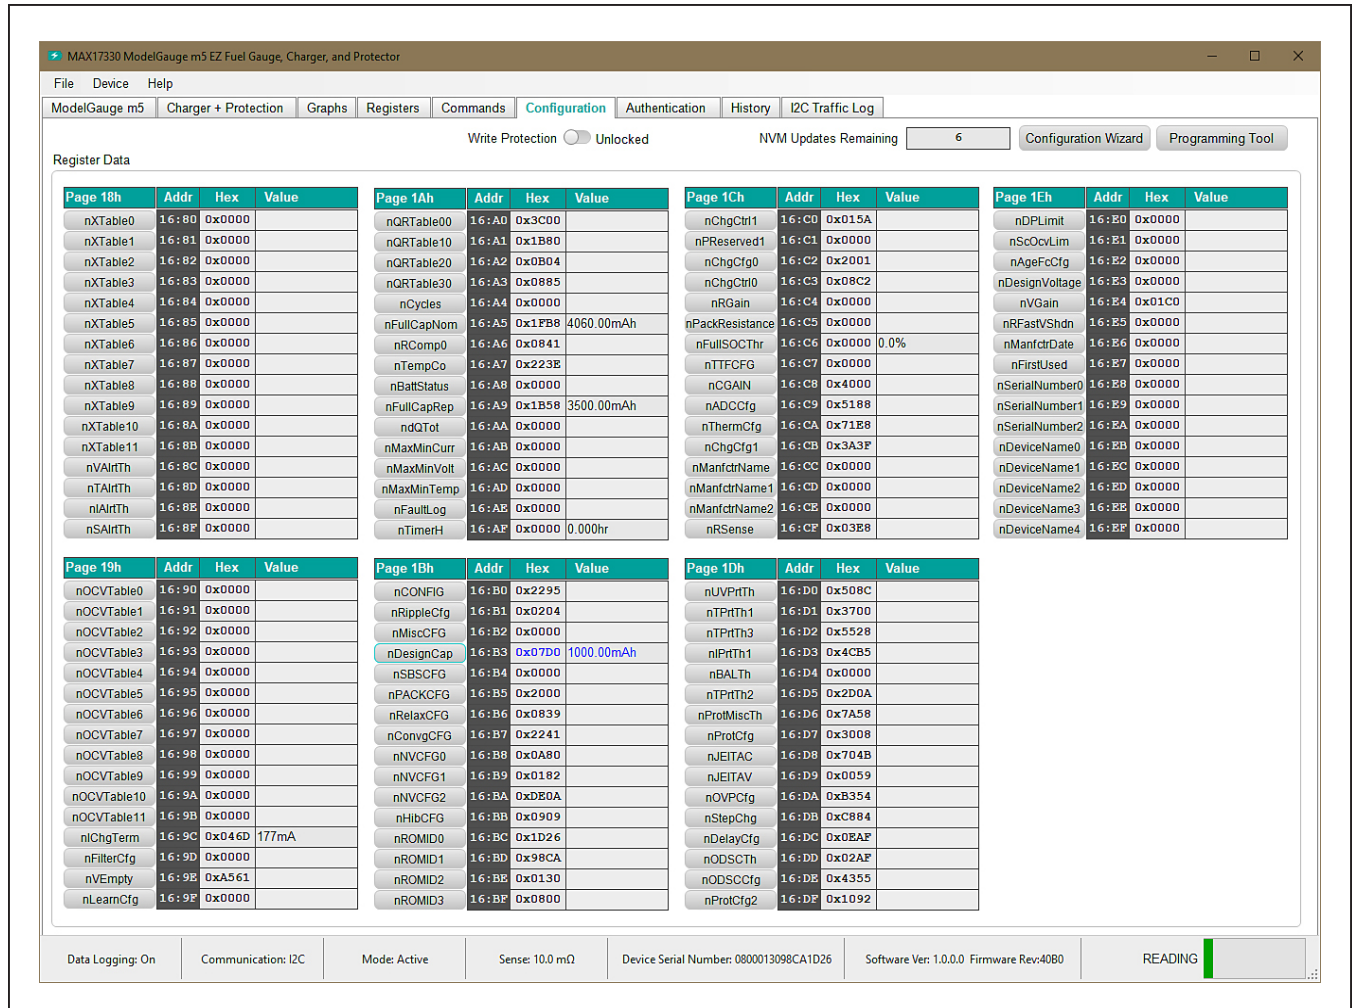 MAX17330 ModelGauge m5 EZ Fuel Gauge, Charger, and Protector
File Device Help
ModelGauge m5 Charger + Protection Graphs Registers Commands Configuration Authentication History I2C Traffic Log
Write Protection Unlocked NVM Updates Remaining 6 Configuration Wizard Programming Tool
Register Data
Page 18h Addr Hex Value
nXTable0 16:80 0x0000
nXTable1 16:81 0x0000
nXTable2 16:82 0x0000
nXTable3 16:83 0x0000
nXTable4 16:84 0x0000
nXTable5 16:85 0x0000
nXTable6 16:86 0x0000
nXTable7 16:87 0x0000
nXTable8 16:88 0x0000
nXTable9 16:89 0x0000
nXTable10 16:8A 0x0000
nXTable11 16:8B 0x0000
nVAlrtTh 16:8C 0x0000
nTAlrtTh 16:8D 0x0000
nIAlrtTh 16:8E 0x0000
nSAlrtTh 16:8F 0x0000
Page 1Ah Addr Hex Value
nQRTable00 16:A0 0x3C00
nQRTable10 16:A1 0x1B80
nQRTable20 16:A2 0x0B04
nQRTable30 16:A3 0x0885
nCycles 16:A4 0x0000
nFullCapNom 16:A5 0x1FB8 4060.00mAh
nRComp0 16:A6 0x0841
nTempCo 16:A7 0x223E
nBattStatus 16:A8 0x0000
nFullCapRep 16:A9 0x1B58 3500.00mAh
ndQTot 16:AA 0x0000
nMaxMinCurr 16:AB 0x0000
nMaxMinVolt 16:AC 0x0000
nMaxMinTemp 16:AD 0x0000
nFaultLog 16:AE 0x0000
nTimerH 16:AF 0x0000 0.000hr
Page 1Ch Addr Hex Value
nChgCtrl1 16:C0 0x015A
nPReserved1 16:C1 0x0000
nChgCfg0 16:C2 0x2001
nChgCtrl0 16:C3 0x08C2
nRGain 16:C4 0x0000
nPackResistance 16:C5 0x0000
nFullSOCThr 16:C6 0x0000 0.0%
nTTFCFG 16:C7 0x0000
nCGAIN 16:C8 0x4000
nADCCfg 16:C9 0x5188
nThermCfg 16:CA 0x71E8
nChgCfg1 16:CB 0x3A3F
nManfctrName 16:CC 0x0000
nManfctrName1 16:CD 0x0000
nManfctrName2 16:CE 0x0000
nRSense 16:CF 0x03E8
Page 1Eh Addr Hex Value
nDPLimit 16:E0 0x0000
nScOcvLim 16:E1 0x0000
nAgeFcCfg 16:E2 0x0000
nDesignVoltage 16:E3 0x0000
nVGain 16:E4 0x01C0
nRFastVShdn 16:E5 0x0000
nManfctrDate 16:E6 0x0000
nFirstUsed 16:E7 0x0000
nSerialNumber0 16:E8 0x0000
nSerialNumber1 16:E9 0x0000
nSerialNumber2 16:EA 0x0000
nDeviceName0 16:EB 0x0000
nDeviceName1 16:EC 0x0000
nDeviceName2 16:ED 0x0000
nDeviceName3 16:EE 0x0000
nDeviceName4 16:EF 0x0000
Page 19h Addr Hex Value
nOCVTable0 16:90 0x0000
nOCVTable1 16:91 0x0000
nOCVTable2 16:92 0x0000
nOCVTable3 16:93 0x0000
nOCVTable4 16:94 0x0000
nOCVTable5 16:95 0x0000
nOCVTable6 16:96 0x0000
nOCVTable7 16:97 0x0000
nOCVTable8 16:98 0x0000
nOCVTable9 16:99 0x0000
nOCVTable10 16:9A 0x0000
nOCVTable11 16:9B 0x0000
nIChgTerm 16:9C 0x046D 177mA
nFilterCfg 16:9D 0x0000
nVEmpty 16:9E 0xA561
nLearnCfg 16:9F 0x0000
Page 1Bh Addr Hex Value
nCONFIG 16:B0 0x2295
nRippleCfg 16:B1 0x0204
nMiscCFG 16:B2 0x0000
nDesignCap 16:B3 0x07D0 1000.00mAh
nSBSCFG 16:B4 0x0000
nPACKCFG 16:B5 0x2000
nRelaxCFG 16:B6 0x0839
nConvgCFG 16:B7 0x2241
nNVCFG0 16:B8 0x0A80
nNVCFG1 16:B9 0x0182
nNVCFG2 16:BA 0xDE0A
nHibCFG 16:BB 0x0909
nROMID0 16:BC 0x1D26
nROMID1 16:BD 0x98CA
nROMID2 16:BE 0x0130
nROMID3 16:BF 0x0800
Page 1Dh Addr Hex Value
nUVPrtTh 16:D0 0x508C
nTPrtTh1 16:D1 0x3700
nTPrtTh3 16:D2 0x5528
nIPrtTh1 16:D3 0x4CB5
nBALTh 16:D4 0x0000
nTPrtTh2 16:D5 0x2D0A
nProtMiscTh 16:D6 0x7A58
nProtCfg 16:D7 0x3008
nJEITAC 16:D8 0x704B
nJEITAV 16:D9 0x0059
nOVPCfg 16:DA 0xB354
nStepChg 16:DB 0xC884
nDelayCfg 16:DC 0x0EAF
nODSCTh 16:DD 0x02AF
nODSCCfg 16:DE 0x4355
nProtCfg2 16:DF 0x1092
Data Logging: On Communication: I2C Mode: Active Sense: 10.0 mΩ Device Serial Number: 0800013098CA1D26 Software Ver: 1.0.0.0 Firmware Rev:40B0 READING